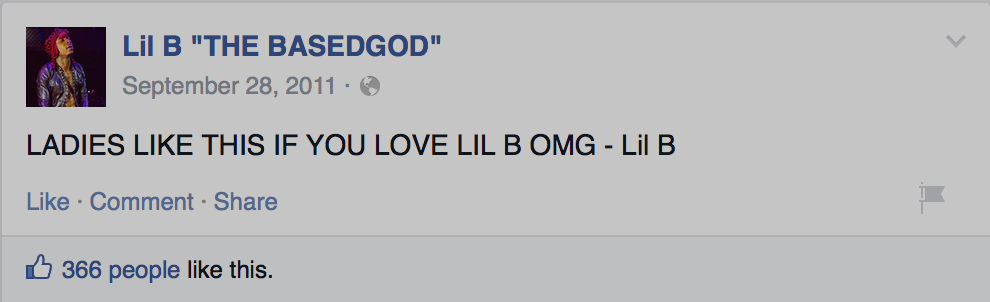 Lil B "THE BASEDGOD"
September 28, 2011 ·
LADIES LIKE THIS IF YOU LOVE LIL B OMG - Lil B
Like · Comment · Share
366 people like this.